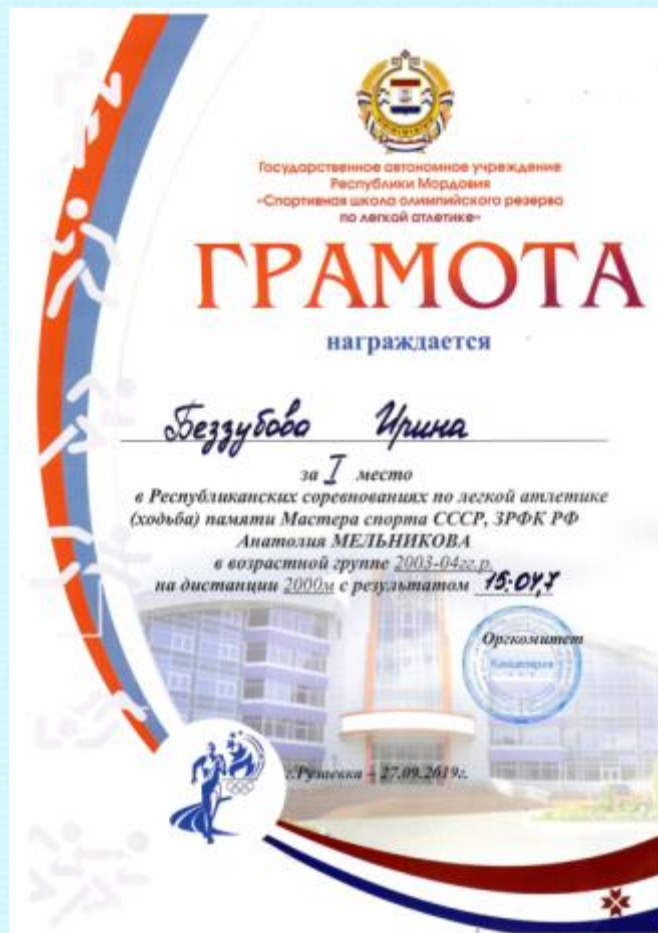 Государственное автономное учреждение
Республики Мордовия
«Спортивная школа олимпийского резерва
по легкой атлетике»
ГРАМОТА
награждается
Беззубова Ирина
за I место
в Республиканских соревнованиях по легкой атлетике
(ходьба) памяти Мастера спорта СССР, ЗРФК РФ
Анатолия МЕЛЬНИКОВА
в возрастной группе 2003-04гг.р.
на дистанции 2000м с результатом 15:04,7
Оргкомитет
Канцелярия
г.Рузаевка – 27.09.2019г.